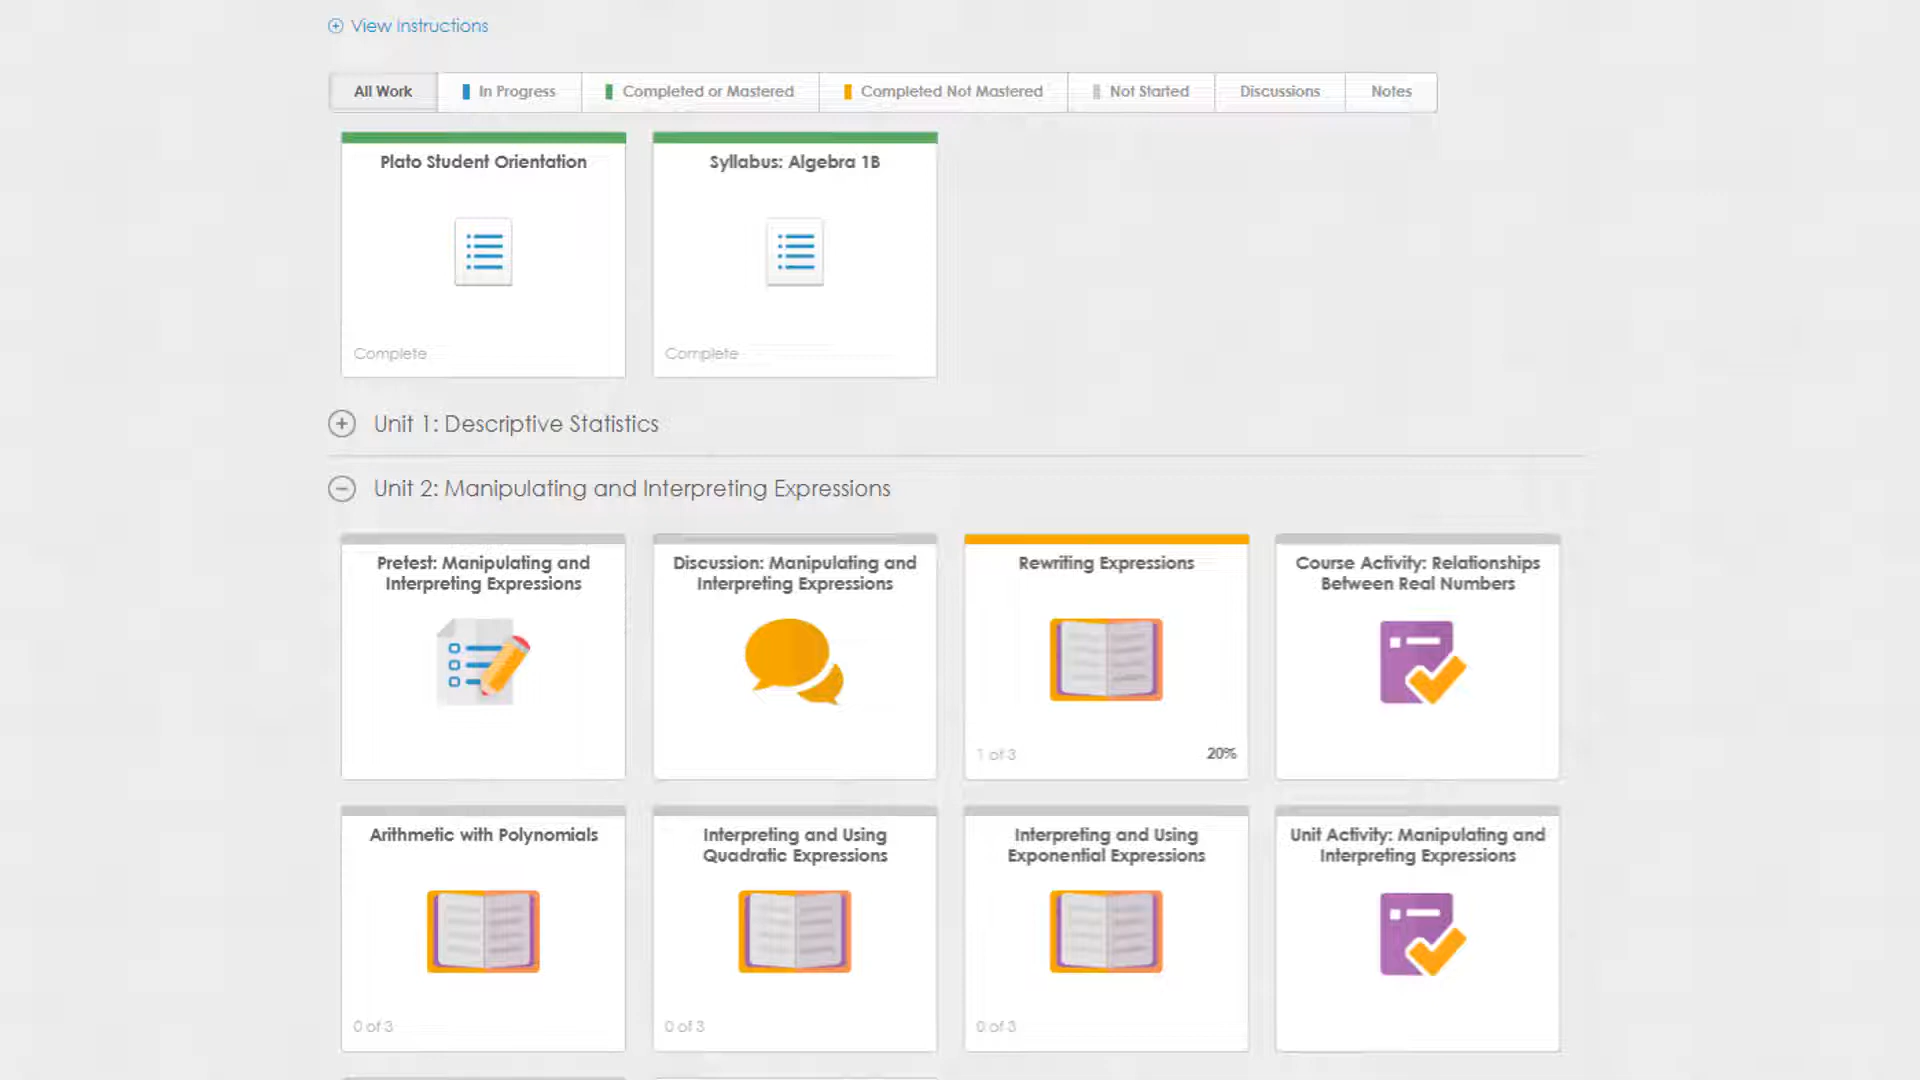 View Instructions
All Work
In Progress
Completed or Mastered
Completed Not Mastered
Not Started
Discussions
Notes
Plato Student Orientation
Complete
Syllabus: Algebra 1B
Complete
Unit 1: Descriptive Statistics
Unit 2: Manipulating and Interpreting Expressions
Pretest: Manipulating and
Interpreting Expressions
Discussion: Manipulating and
Interpreting Expressions
Rewriting Expressions
1 of 3
20%
Course Activity: Relationships
Between Real Numbers
Arithmetic with Polynomials
0 of 3
Interpreting and Using
Quadratic Expressions
0 of 3
Interpreting and Using
Exponential Expressions
0 of 3
Unit Activity: Manipulating and
Interpreting Expressions